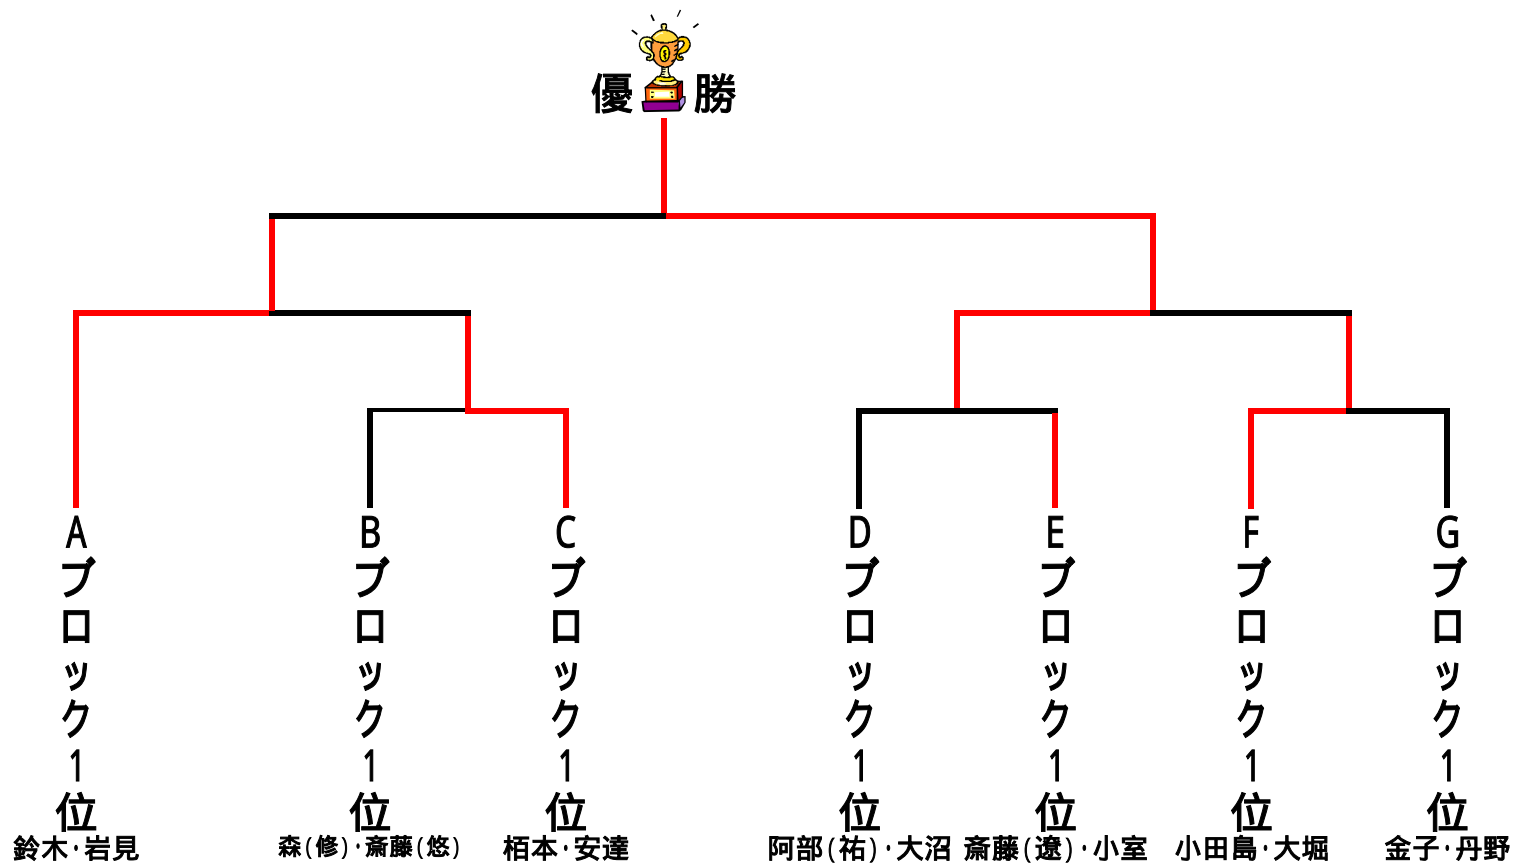 優勝
Aブロック1位
Bブロック1位
Cブロック1位
Dブロック1位
Eブロック1位
Fブロック1位
Gブロック1位
鈴木·岩見
森(修)·斎藤(悠)
栢本·安達
阿部(祐)·大沼
斎藤(遼)·小室
小田島·大堀
金子·丹野